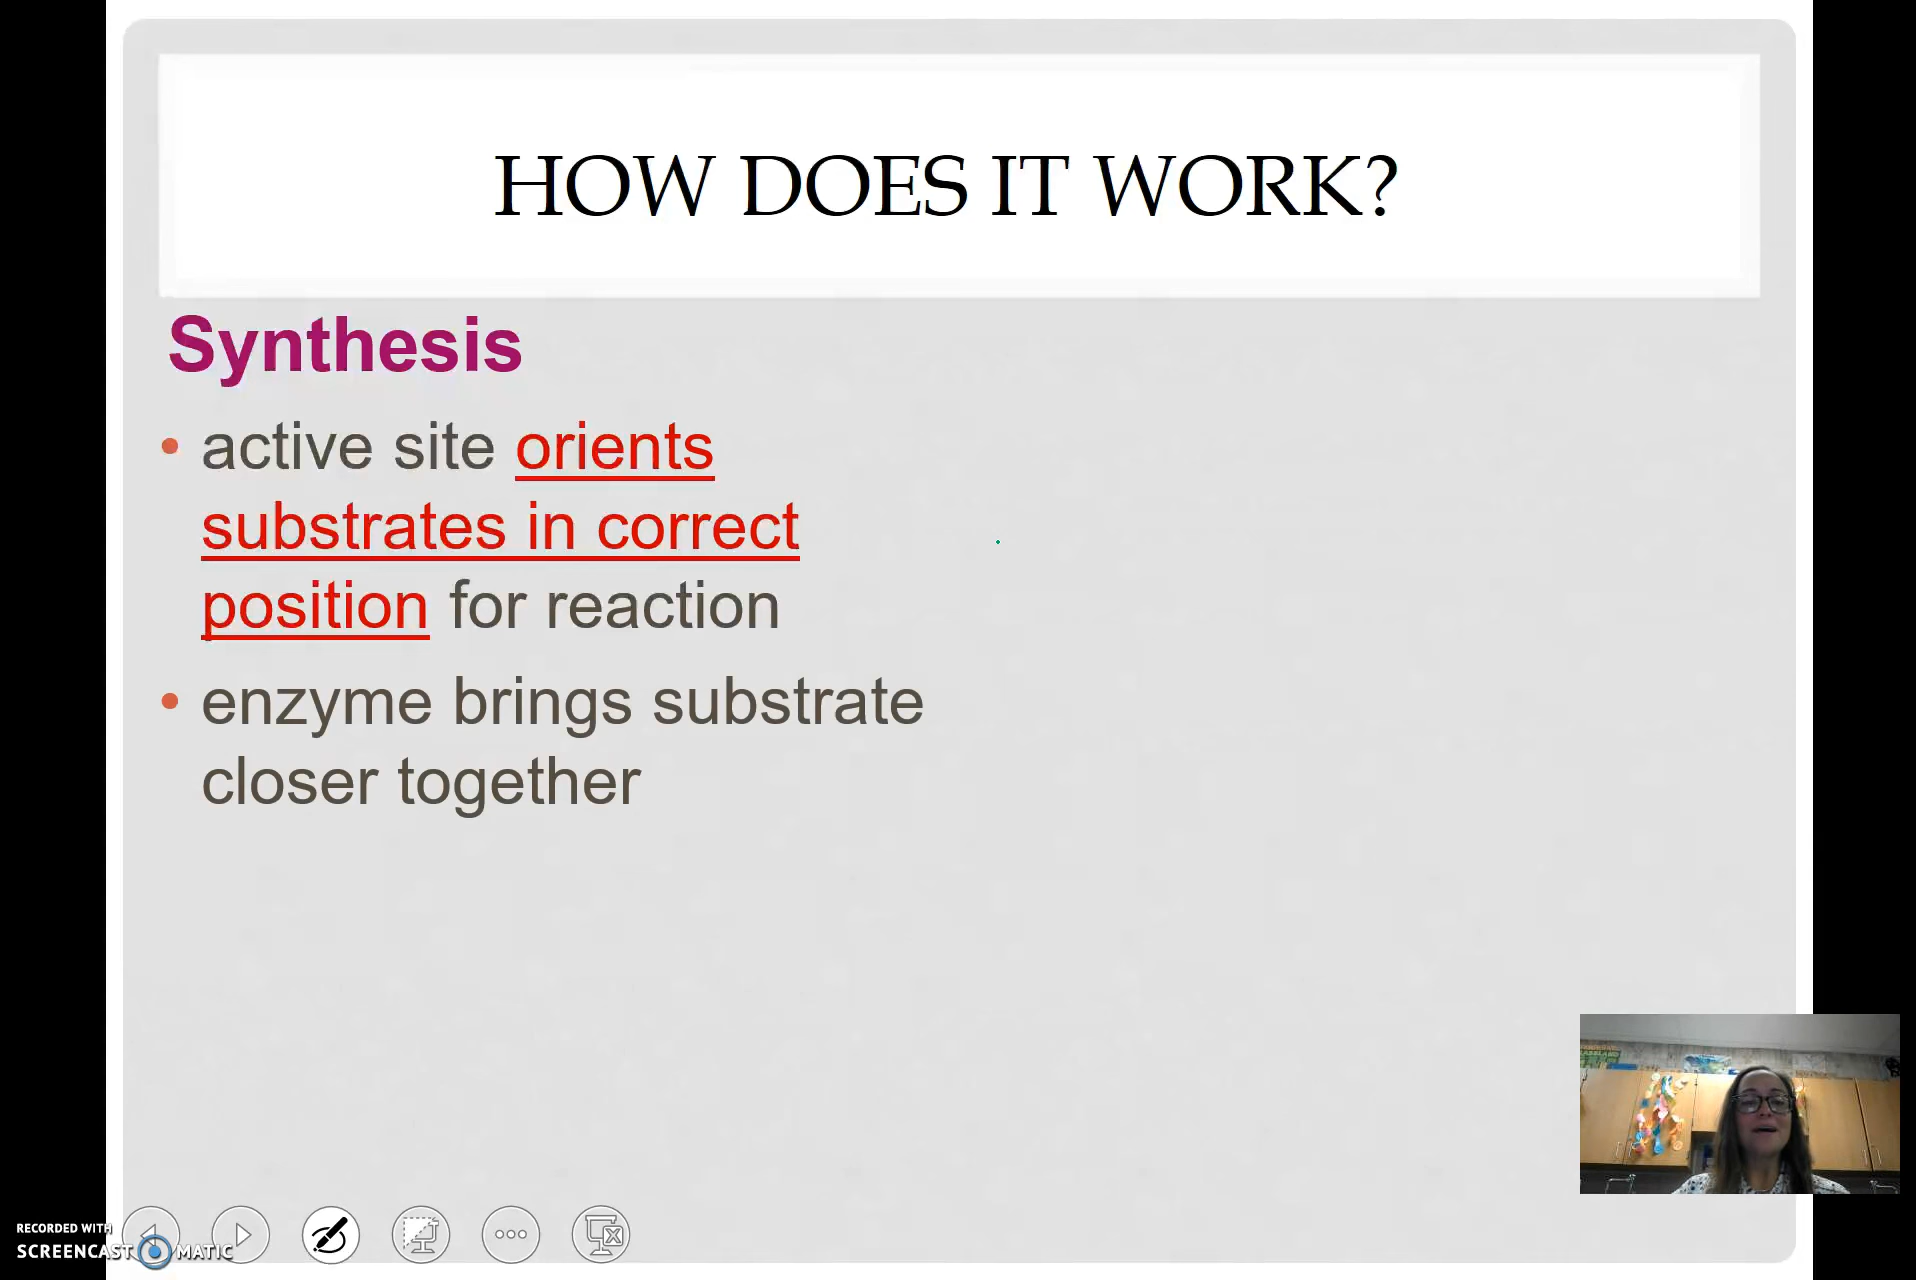 HOW DOES IT WORK?
Synthesis
• active site orients
substrates in correct
position for reaction
• enzyme brings substrate
closer together
RECORDED WITH
SCREENCAST MATIC